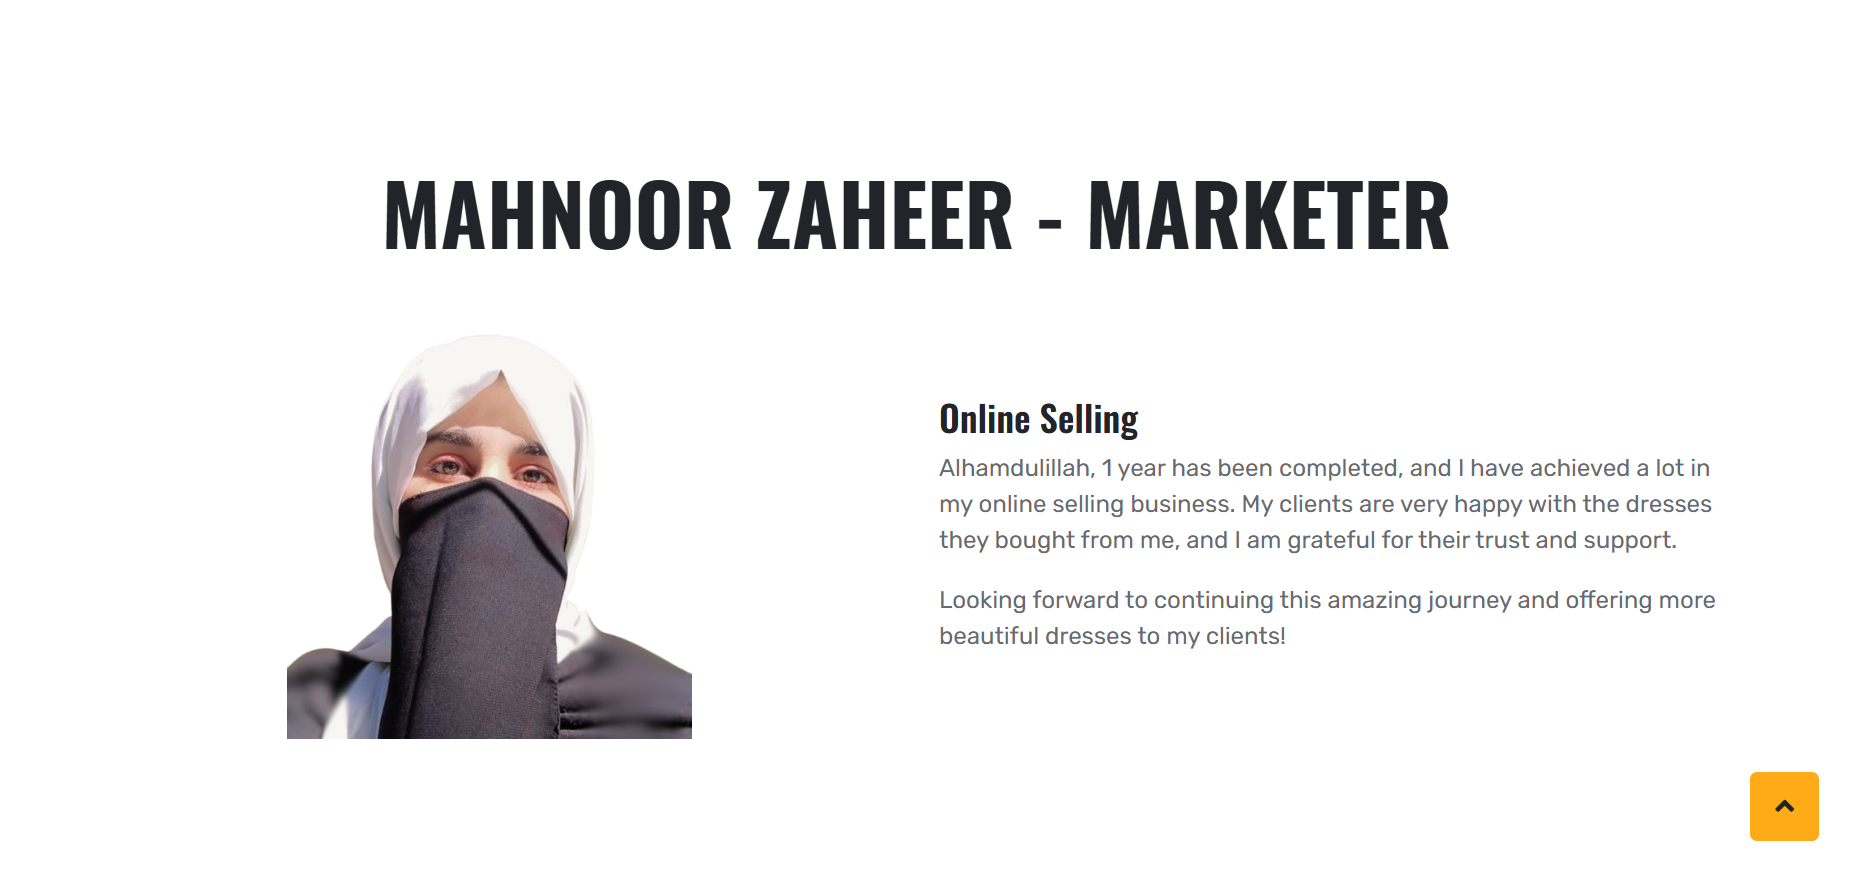 MAHNOOR ZAHEER - MARKETER
Online Selling
Alhamdulillah, 1 year has been completed, and I have achieved a lot in
my online selling business. My clients are very happy with the dresses
they bought from me, and I am grateful for their trust and support.
Looking forward to continuing this amazing journey and offering more
beautiful dresses to my clients!